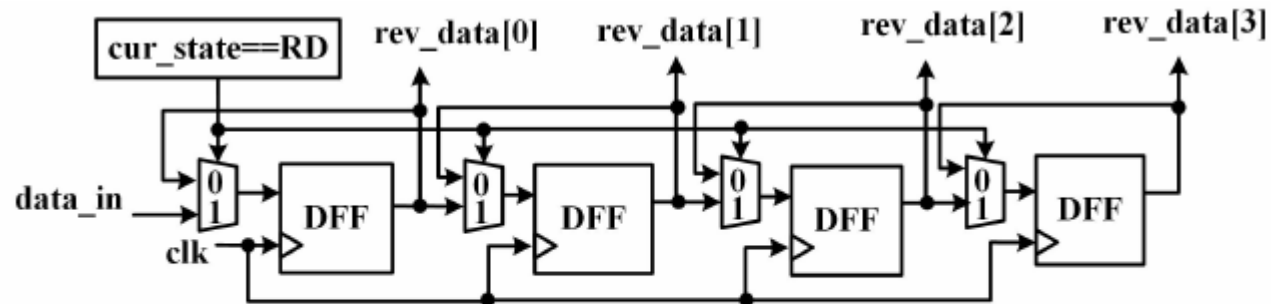 cur_state==RD
rev_data[0]
rev_data[1]
rev_data[2]
rev_data[3]
data_in
clk
0
1
DFF
0
1
DFF
0
1
DFF
0
1
DFF